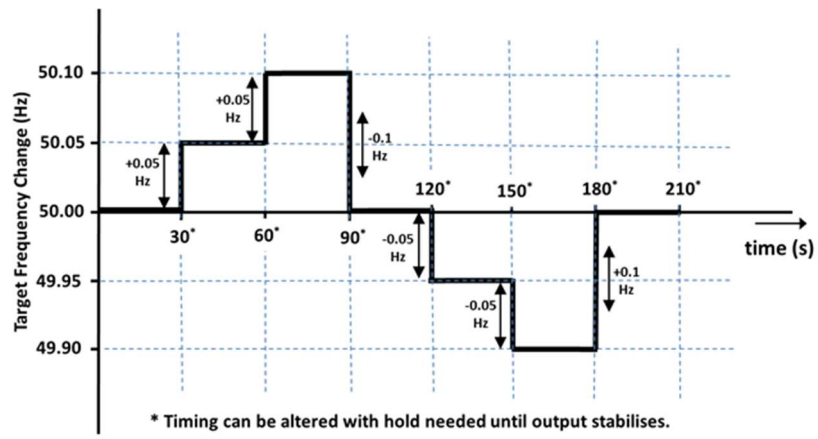 Target Frequency Change (Hz)
50.10
50.05
50.00
49.95
49.90
+0.05
Hz
+0.05
Hz
-0.1
Hz
30*
60*
90*
120*
150*
180*
210*
-0.05
Hz
-0.05
Hz
+0.1
Hz
time (s)
* Timing can be altered with hold needed until output stabilises.